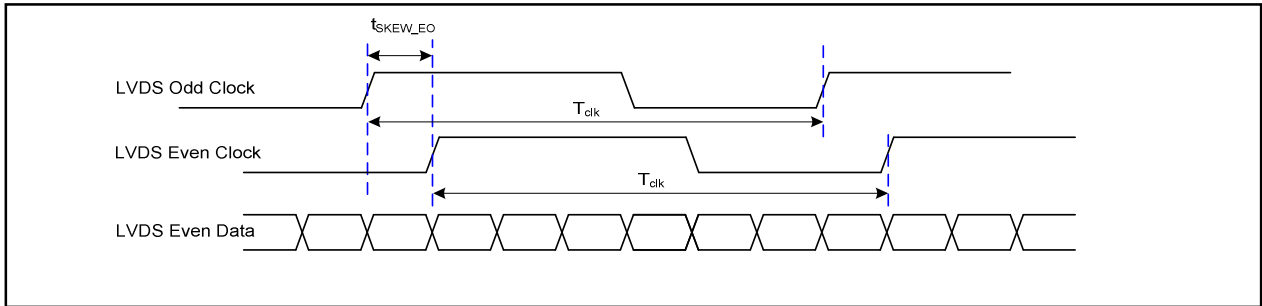 tSKEW_EO
LVDS Odd Clock
Tclk
LVDS Even Clock
Tclk
LVDS Even Data